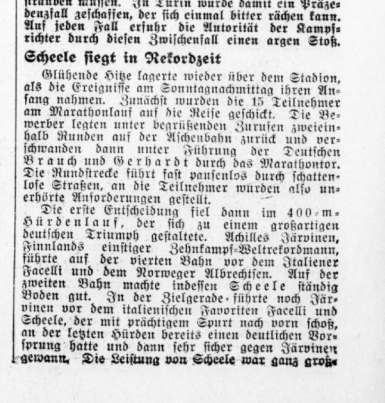 stranden müssen. In Turin wurde damit ein Präze-
denzfall geschaffen, der sich einmal bitter rächen kann.
Auf jeden Fall erfuhr die Autorität der Kampf-
richter durch diesen Zwischenfall einen argen Stoß.
Scheele siegt in Rekordzeit
Glühende Hitze lagerte wieder über dem Stadion,
als die Ereignisse am Sonntagnachmittag ihren An-
fang nahmen. Zunächst wurden die 15 Teilnehmer
am Marathonlauf auf die Reise geschickt. Die Be-
werber legten unter begrüßenden Zurufen zweiein-
halb Runden auf der Aschenbahn zurück und ver-
schwanden dann unter Führung der Deutschen
Brauch und Gerhardt durch das Marathontor.
Die Rundstrecke führt fast pausenlos durch schatten-
lose Straßen, an die Teilnehmer wurden also un-
erhörte Anforderungen gestellt.
Die erste Entscheidung fiel dann im 400-m-
Hürdenlauf, der sich zu einem großartigen
deutschen Triumph gestaltete. Achilles Järvinen,
Finnlands einstiger Zehnkampf-Weltrekordmann,
führte auf der vierten Bahn vor dem Italiener
Facelli und dem Norweger Albrechtsen. Auf der
zweiten Bahn machte indessen Scheele ständig
Boden gut. In der Zielgerade führte noch Jär-
vinen vor dem italienischen Favoriten Facelli und
Scheele, der mit prächtigem Spurt nach vorn schoß,
an der letzten Hürden bereits einen deutlichen Vor-
sprung hatte und dann sehr sicher gegen Järvinen
gewann. Die Leistung von Scheele war ganz groß-